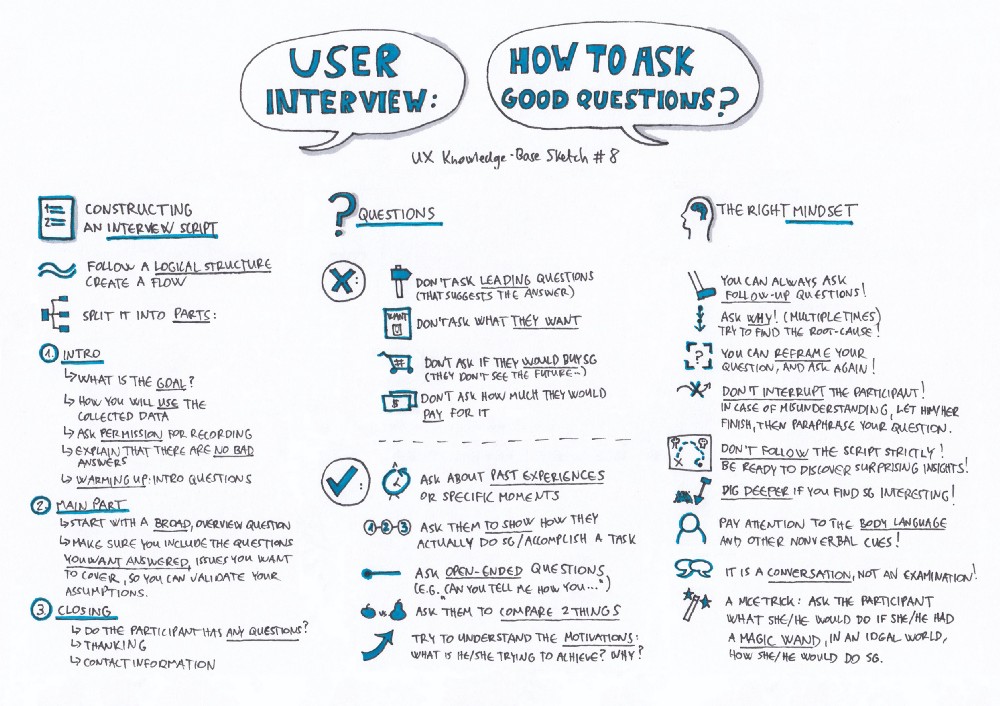 USER
INTERVIEW:
HOW TO ASK
GOOD QUESTIONS?
UX Knowledge-Base Sketch #8
1
2
CONSTRUCTING
AN INTERVIEW SCRIPT
FOLLOW A LOGICAL STRUCTURE
CREATE A FLOW
SPLIT IT INTO PARTS:
1. INTRO
↳ WHAT IS THE GOAL?
↳ HOW YOU WILL USE THE
COLLECTED DATA
↳ ASK PERMISSION FOR RECORDING
↳ EXPLAIN THAT THERE ARE NO BAD
ANSWERS
↳ WARMING UP: INTRO QUESTIONS
2. MAIN PART
↳ START WITH A BROAD, OVERVIEW QUESTION
↳ MAKE SURE YOU INCLUDE THE QUESTIONS
YOU WANT ANSWERED, ISSUES YOU WANT
TO COVER, SO YOU CAN VALIDATE YOUR
ASSUMPTIONS.
3. CLOSING
↳ DO THE PARTICIPANT HAS ANY QUESTIONS?
↳ THANKING
↳ CONTACT INFORMATION
? QUESTIONS
X
DON'T ASK LEADING QUESTIONS
(THAT SUGGESTS THE ANSWER)
WANT
DON'T ASK WHAT THEY WANT
#
DON'T ASK IF THEY WOULD BUY SG
(THEY DON'T SEE THE FUTURE...)
$
DON'T ASK HOW MUCH THEY WOULD
PAY FOR IT
ASK ABOUT PAST EXPERIENCES
OR SPECIFIC MOMENTS
1-2-3
ASK THEM TO SHOW HOW THEY
ACTUALLY DO SG/ACCOMPLISH A TASK
ASK OPEN-ENDED QUESTIONS
(E.G. "CAN YOU TELL ME HOW YOU...")
VS.
ASK THEM TO COMPARE 2 THINGS
TRY TO UNDERSTAND THE MOTIVATIONS:
WHAT IS HE/SHE TRYING TO ACHIEVE? WHY?
THE RIGHT MINDSET
YOU CAN ALWAYS ASK
FOLLOW-UP QUESTIONS!
ASK WHY! (MULTIPLE TIMES)
TRY TO FIND THE ROOT-CAUSE!
?
YOU CAN REFRAME YOUR
QUESTION, AND ASK AGAIN!
DON'T INTERRUPT THE PARTICIPANT!
IN CASE OF MISUNDERSTANDING, LET HIM/HER
FINISH, THEN PARAPHRASE YOUR QUESTION.
DON'T FOLLOW THE SCRIPT STRICTLY!
BE READY TO DISCOVER SURPRISING INSIGHTS!
DIG DEEPER IF YOU FIND SG INTERESTING!
PAY ATTENTION TO THE BODY LANGUAGE
AND OTHER NONVERBAL CUES!
IT IS A CONVERSATION, NOT AN EXAMINATION!
A NICE TRICK: ASK THE PARTICIPANT
WHAT SHE/HE WOULD DO IF SHE/HE HAD
A MAGIC WAND, IN AN IDEAL WORLD,
HOW SHE/HE WOULD DO SG.